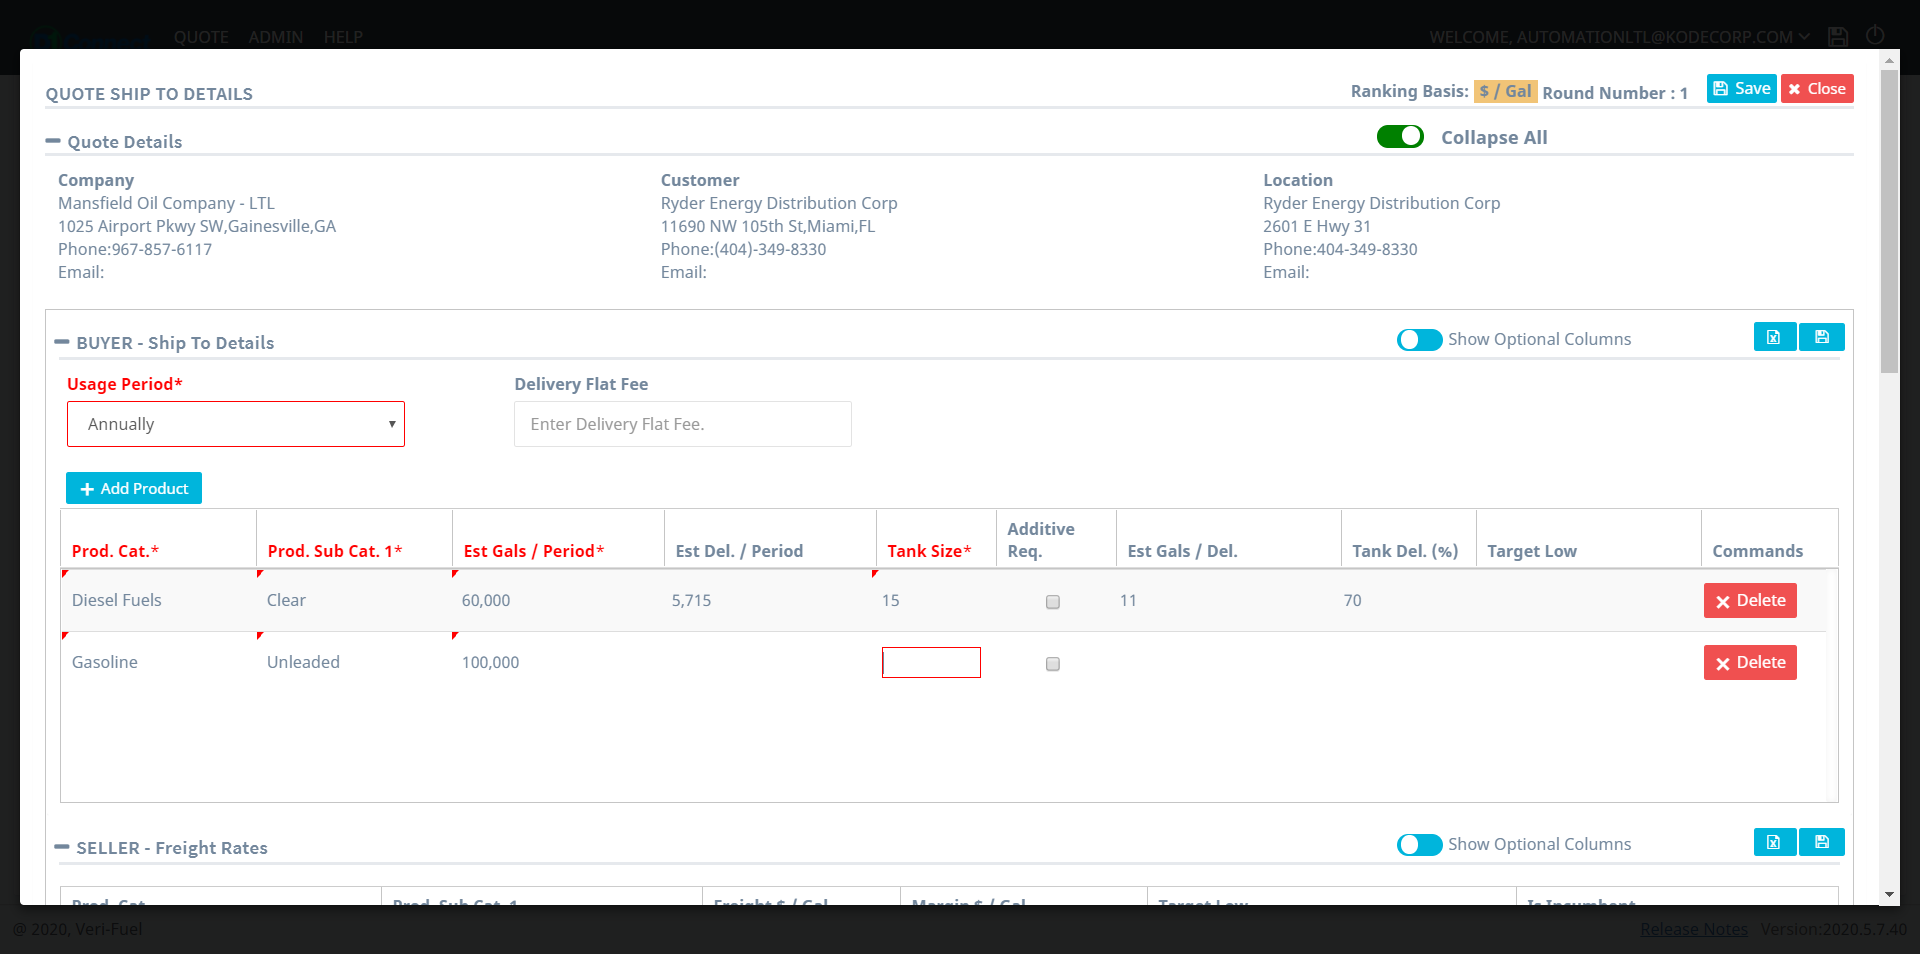 QUOTE ADMIN HELP
WELCOME, AUTOMATIONLTL@KODECORP.COM
QUOTE SHIP TO DETAILS
Ranking Basis: $ / Gal Round Number : 1
Save
Close
Quote Details
Collapse All
Company
Mansfield Oil Company - LTL
1025 Airport Pkwy SW,Gainesville,GA
Phone:967-857-6117
Email:
Customer
Ryder Energy Distribution Corp
11690 NW 105th St,Miami,FL
Phone:(404)-349-8330
Email:
Location
Ryder Energy Distribution Corp
2601 E Hwy 31
Phone:404-349-8330
Email:
BUYER - Ship To Details
Show Optional Columns
Usage Period*
Annually
Delivery Flat Fee
Enter Delivery Flat Fee.
Add Product
Prod. Cat.* Prod. Sub Cat. 1* Est Gals / Period* Est Del. / Period Tank Size* Additive Req. Est Gals / Del. Tank Del. (%) Target Low Commands
Diesel Fuels Clear 60,000 5,715 15 11 70 Delete
Gasoline Unleaded 100,000 Delete
SELLER - Freight Rates
Show Optional Columns
Prod. Cat. Prod. Sub Cat. 1 Freight $ / Gal Margin $ / Gal Target Low Is Incumbent
@ 2020, Veri-Fuel
Release Notes Version:2020.5.7.40